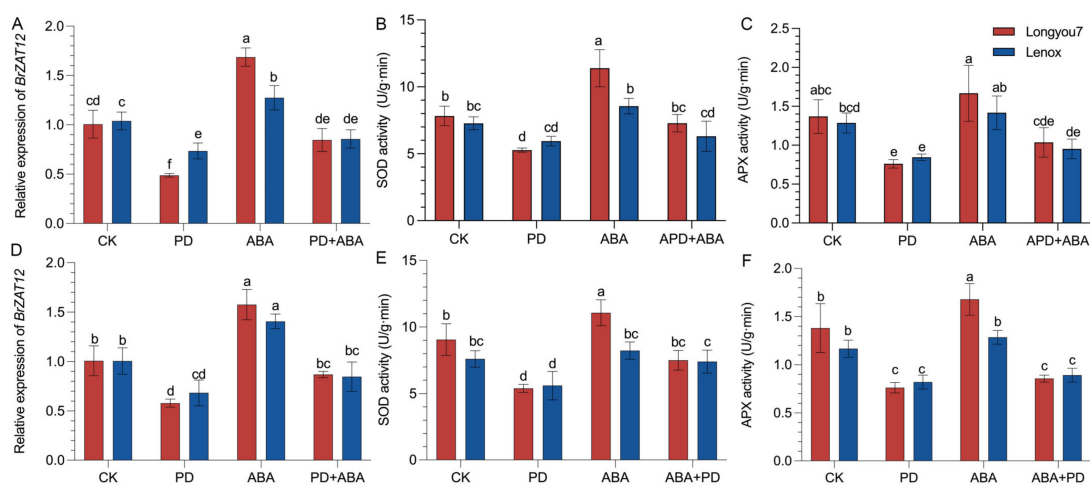 A
Relative expression of BrZAT12
2.0
1.5
1.0
0.5
0.0
cd
c
f
e
a
b
de
de
CK
PD
ABA
PD+ABA
B
SOD activity (U/g·min)
15
10
5
0
b
bc
d
cd
a
b
bc
cd
CK
PD
ABA
APD+ABA
C
APX activity (U/g·min)
2.5
2.0
1.5
1.0
0.5
0.0
abc
bcd
e
e
a
ab
cde
de
CK
PD
ABA
APD+ABA
Longyou7
Lenox
D
Relative expression of BrZAT12
2.0
1.5
1.0
0.5
0.0
b
b
d
cd
a
a
bc
bc
CK
PD
ABA
PD+ABA
E
SOD activity (U/g·min)
15
10
5
0
b
bc
d
d
a
bc
bc
c
CK
PD
ABA
ABA+PD
F
APX activity (U/g·min)
2.0
1.5
1.0
0.5
0.0
b
b
c
c
a
b
c
c
CK
PD
ABA
ABA+PD